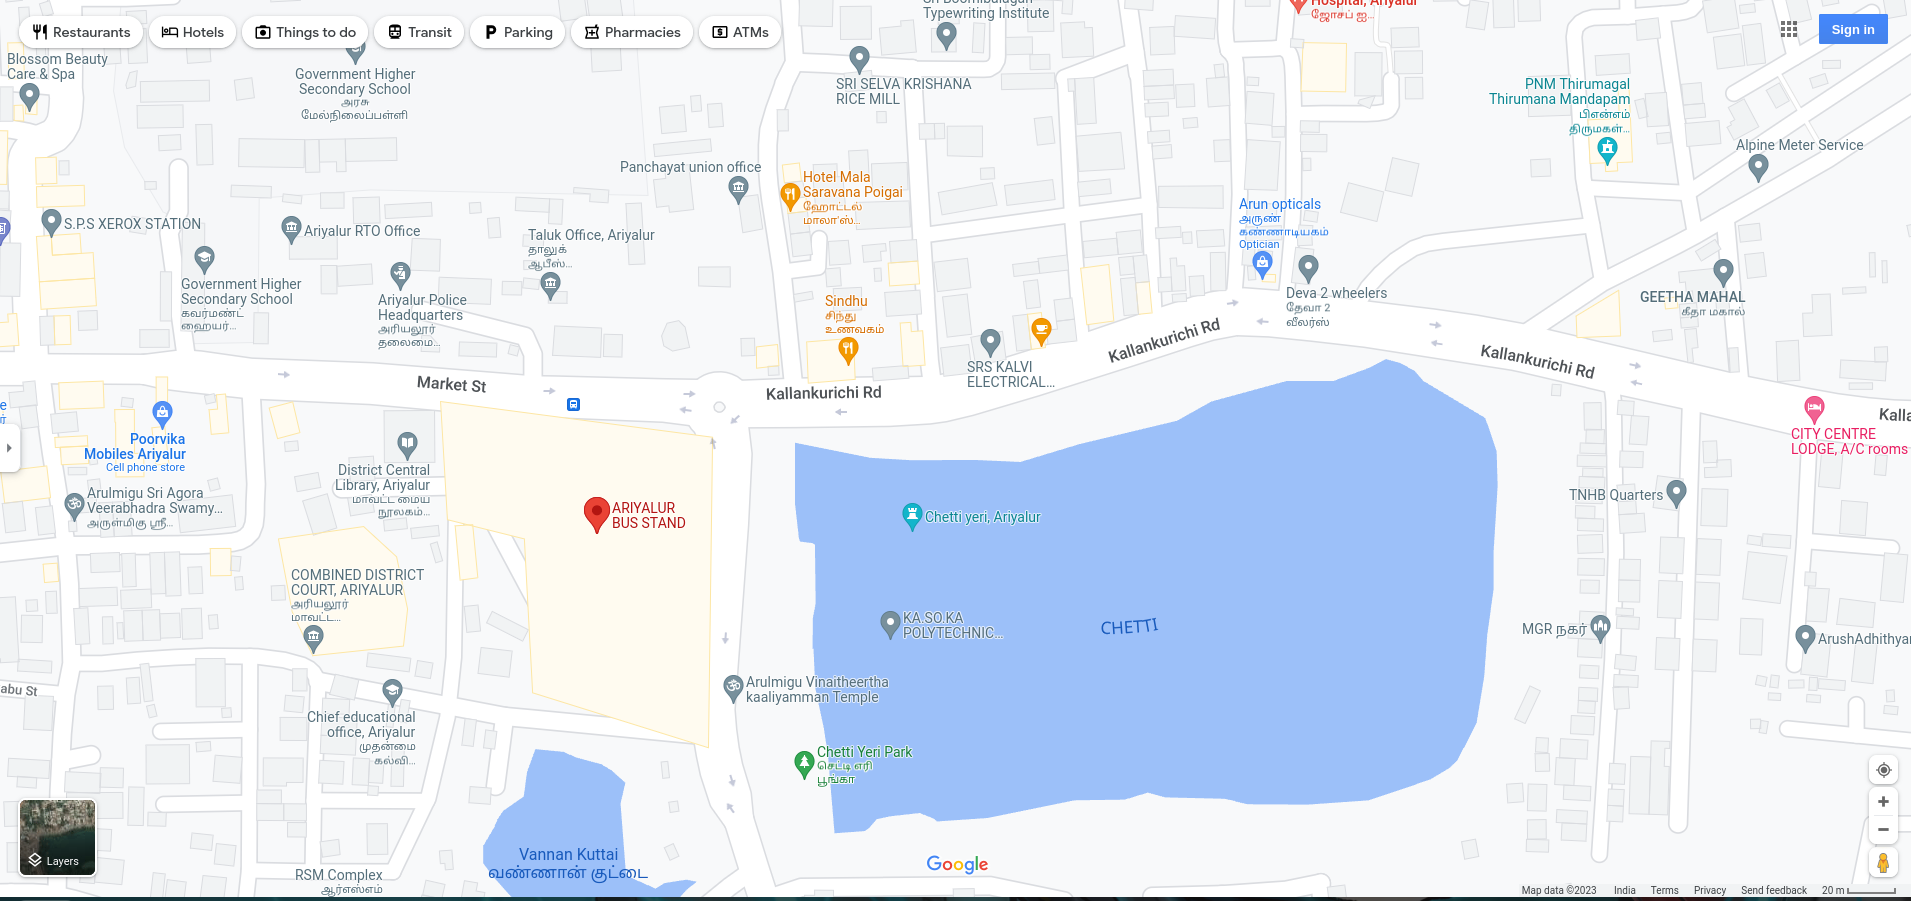 Restaurants
Hotels
Things to do
Transit
Parking
Pharmacies
ATMs
Sign in
Typewriting Institute
Hospital, Ariyalur
ஜோசப் ஐ...
Blossom Beauty
Care & Spa
Government Higher
Secondary School
அரசு
மேல்நிலைப்பள்ளி
SRI SELVA KRISHANA
RICE MILL
PNM Thirumagal
Thirumana Mandapam
பிஎன்எம்
திருமகள்...
Alpine Meter Service
Panchayat union office
Hotel Mala
Saravana Poigai
ஹோட்டல்
மாலா'ஸ்...
S.P.S XEROX STATION
Ariyalur RTO Office
Taluk Office, Ariyalur
தாலுக்
ஆபீஸ்...
Arun opticals
அருண்
கண்ணாடியகம்
Optician
Government Higher
Secondary School
கவர்மண்ட்
ஹையர்...
Ariyalur Police
Headquarters
அரியலூர்
தலைமை...
Sindhu
சிந்து
உணவகம்
Deva 2 wheelers
தேவா 2
வீலர்ஸ்
GEETHA MAHAL
கீதா மகால்
SRS KALVI
ELECTRICAL...
Kallankurichi Rd
Kallankurichi Rd
Market St
Kallankurichi Rd
Kalla
CITY CENTRE
LODGE, A/C rooms
Poorvika
Mobiles Ariyalur
Cell phone store
District Central
Library, Ariyalur
மாவட்ட மைய
நூலகம்...
Arulmigu Sri Agora
Veerabhadra Swamy...
அருள்மிகு ஸ்ரீ...
ARIYALUR
BUS STAND
Chetti yeri, Ariyalur
TNHB Quarters
COMBINED DISTRICT
COURT, ARIYALUR
அரியலூர்
மாவட்ட...
KA.SO.KA
POLYTECHNIC...
CHETTI
MGR நகர்
ArushAdhithya
abu St
Arulmigu Vinaitheertha
kaaliyamman Temple
Chief educational
office, Ariyalur
முதன்மை
கல்வி...
Chetti Yeri Park
செட்டி ஏரி
பூங்கா
Layers
Vannan Kuttai
வண்ணான் குட்டை
RSM Complex
ஆர்எஸ்எம்
Google
Map data ©2023
India
Terms
Privacy
Send feedback
20 m